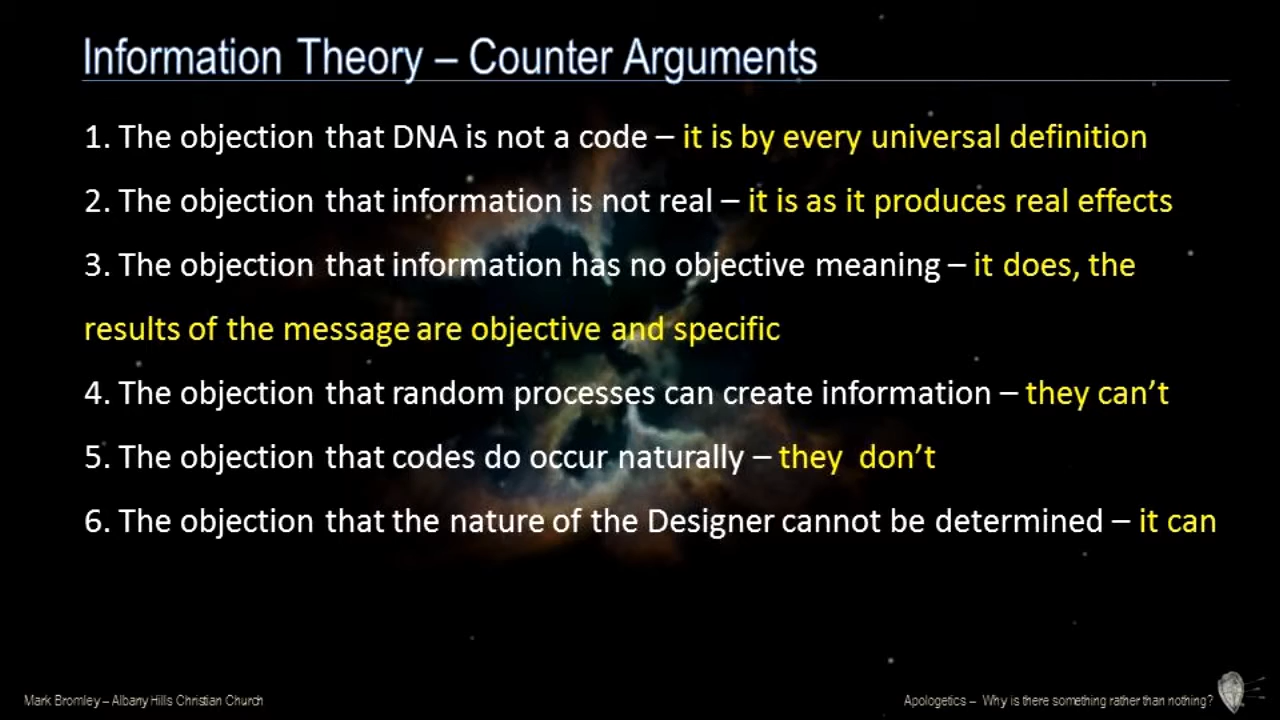 Information Theory – Counter Arguments
1. The objection that DNA is not a code – it is by every universal definition
2. The objection that information is not real – it is as it produces real effects
3. The objection that information has no objective meaning – it does, the
results of the message are objective and specific
4. The objection that random processes can create information – they can’t
5. The objection that codes do occur naturally – they don’t
6. The objection that the nature of the Designer cannot be determined – it can
Mark Bromley – Albany Hills Christian Church
Apologetics – Why is there something rather than nothing?